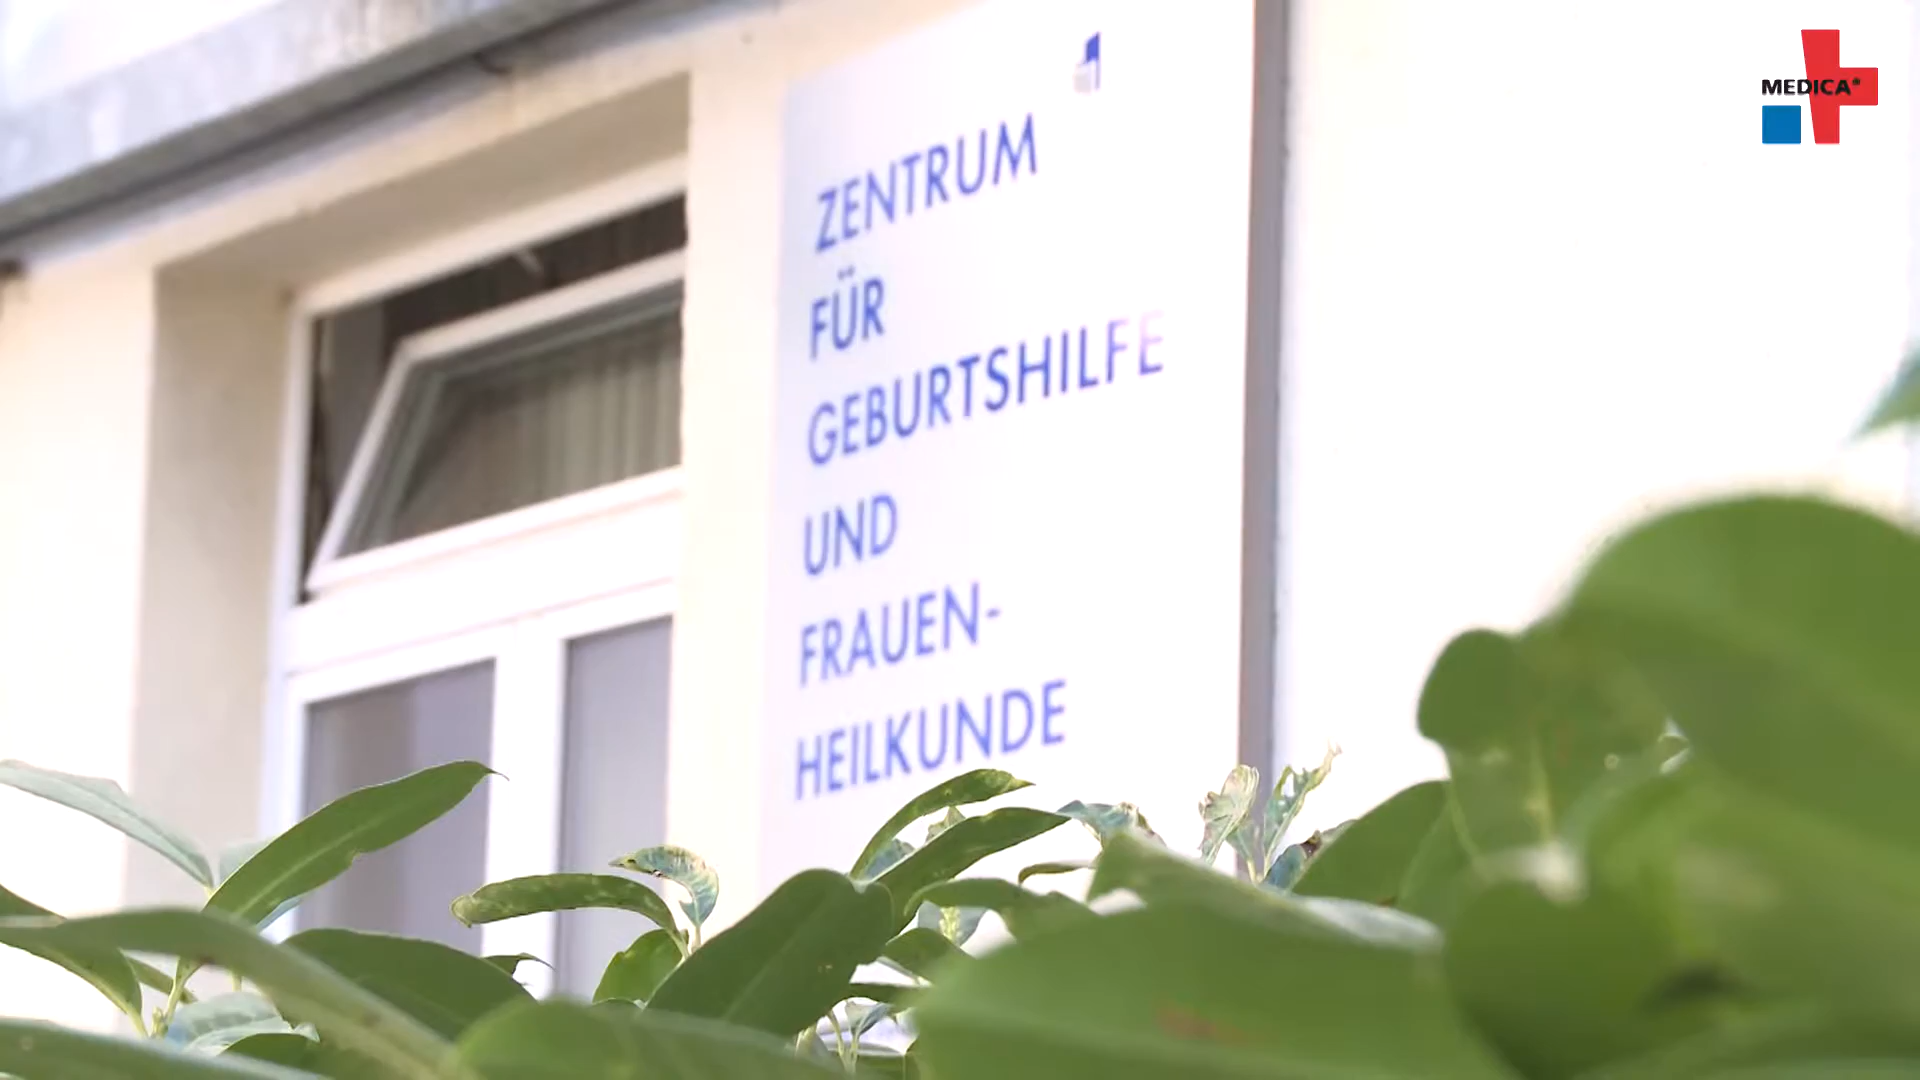 MEDICA®
ZENTRUM
FÜR
GEBURTSHILFE
UND
FRAUEN-
HEILKUNDE